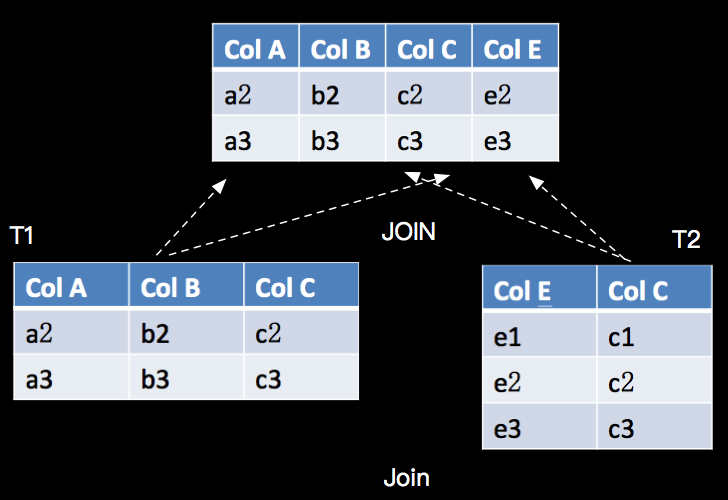 Col A Col B Col C Col E
a2 b2 c2 e2
a3 b3 c3 e3
T1
JOIN
T2
Col A Col B Col C
a2 b2 c2
a3 b3 c3
Col E Col C
e1 c1
e2 c2
e3 c3
Join